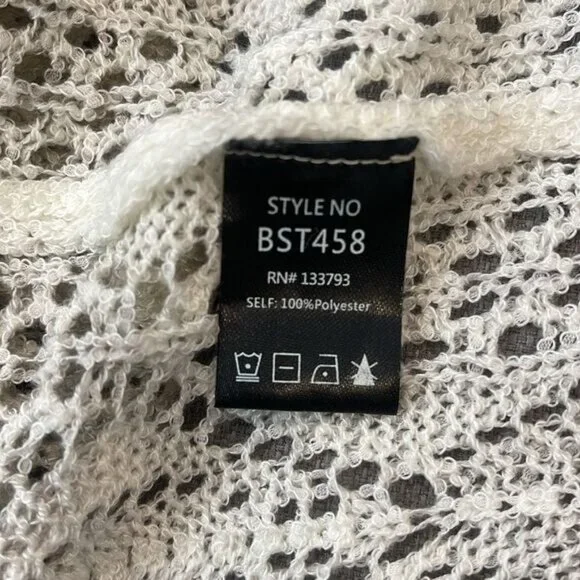 STYLE NO
BST458
RN# 133793
SELF: 100%Polyester